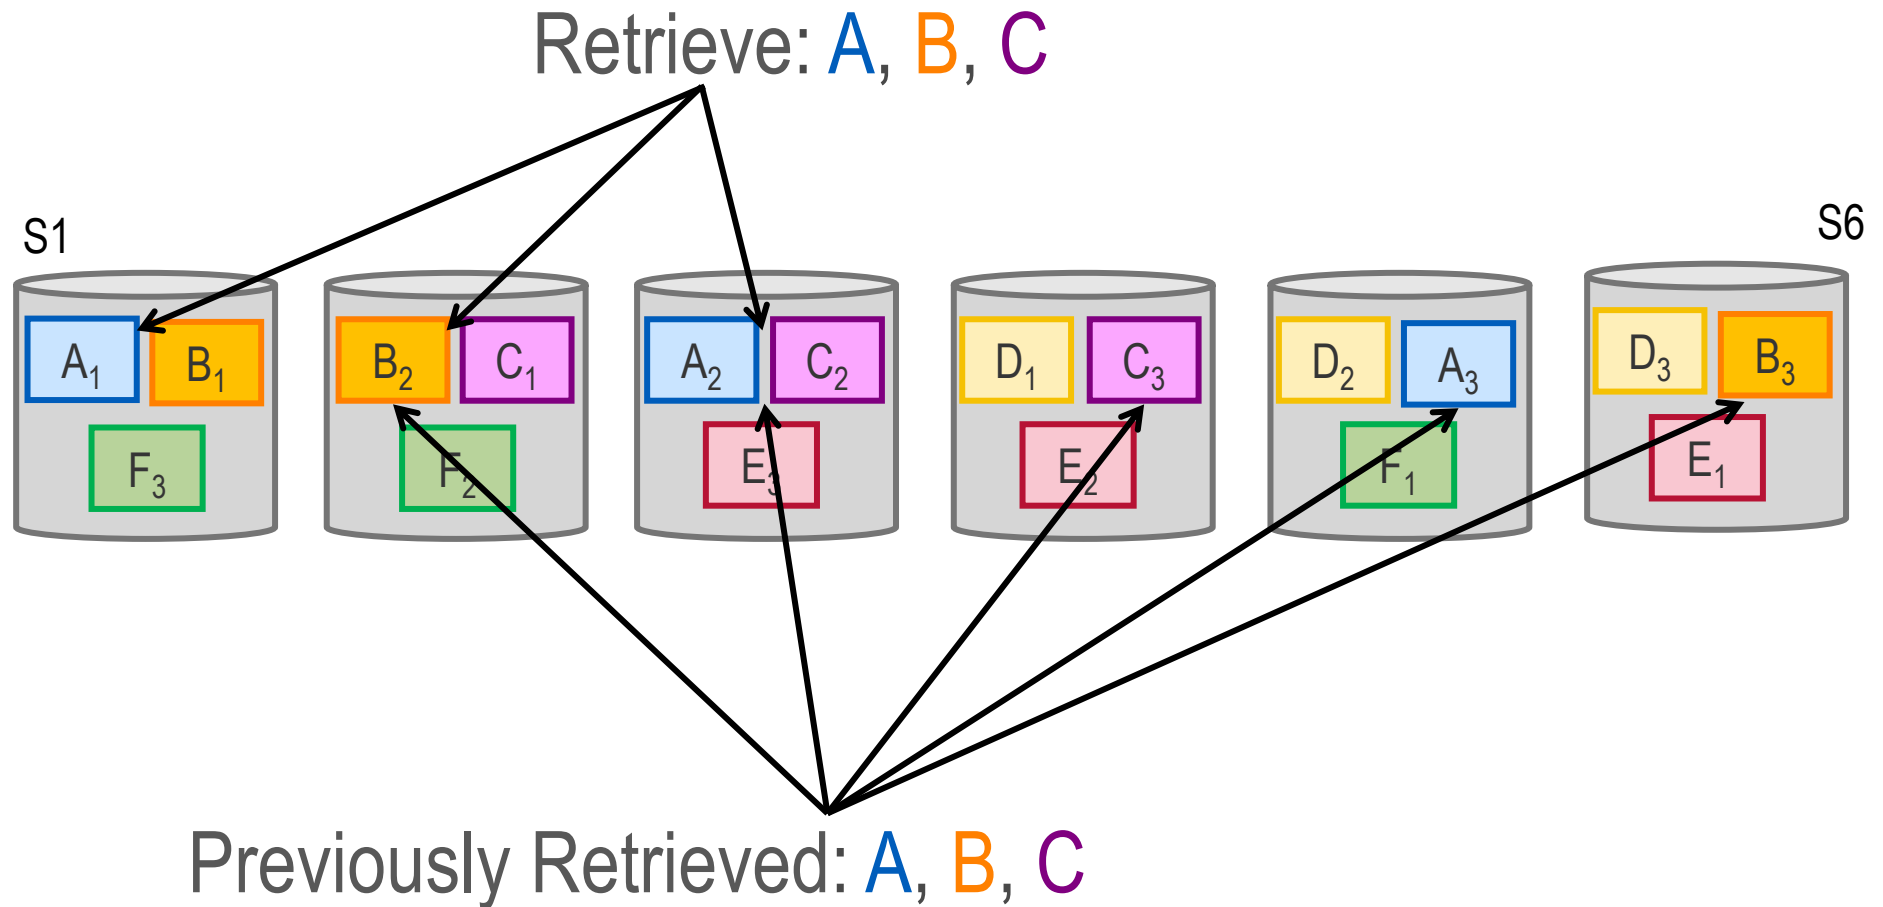 Retrieve: A, B, C
S1
S6
A₁ B₁ B₂ C₁ A₂ C₂ D₁ C₃ D₂ A₃ D₃ B₃
F₃ F₂ E₃ E₂ F₁ E₁
Previously Retrieved: A, B, C